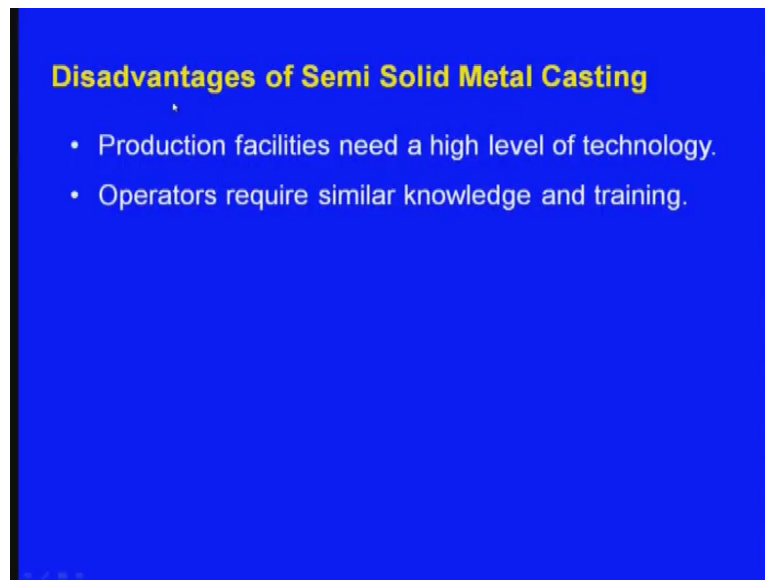 Disadvantages of Semi Solid Metal Casting
• Production facilities need a high level of technology.
• Operators require similar knowledge and training.